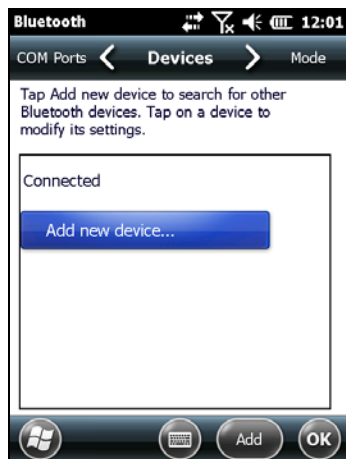 Bluetooth 12:01
COM Ports Devices Mode
Tap Add new device to search for other
Bluetooth devices. Tap on a device to
modify its settings.
Connected
Add new device...
Add OK